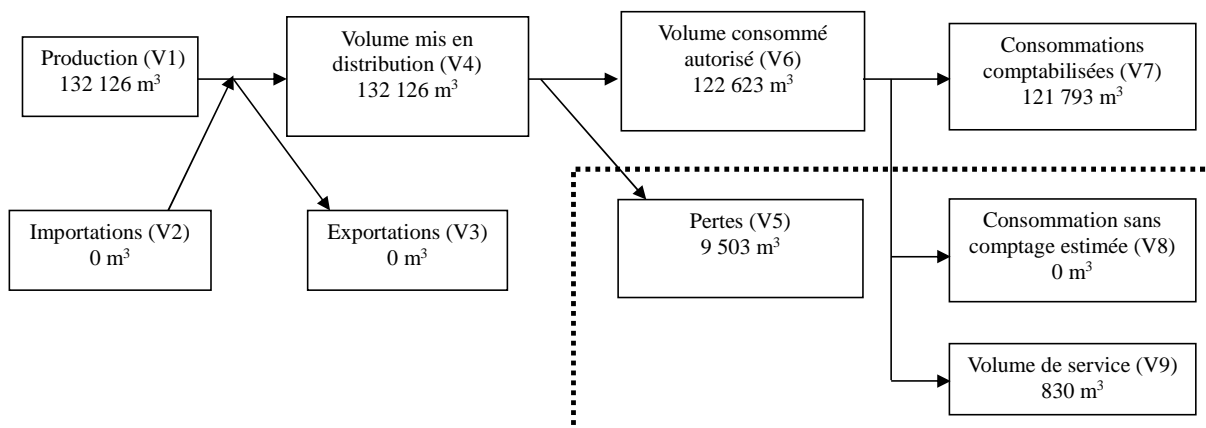 Production (V1)
132 126 m³
Volume mis en
distribution (V4)
132 126 m³
Volume consommé
autorisé (V6)
122 623 m³
Consommations
comptabilisées (V7)
121 793 m³
Importations (V2)
0 m³
Exportations (V3)
0 m³
Pertes (V5)
9 503 m³
Consommation sans
comptage estimée (V8)
0 m³
Volume de service (V9)
830 m³